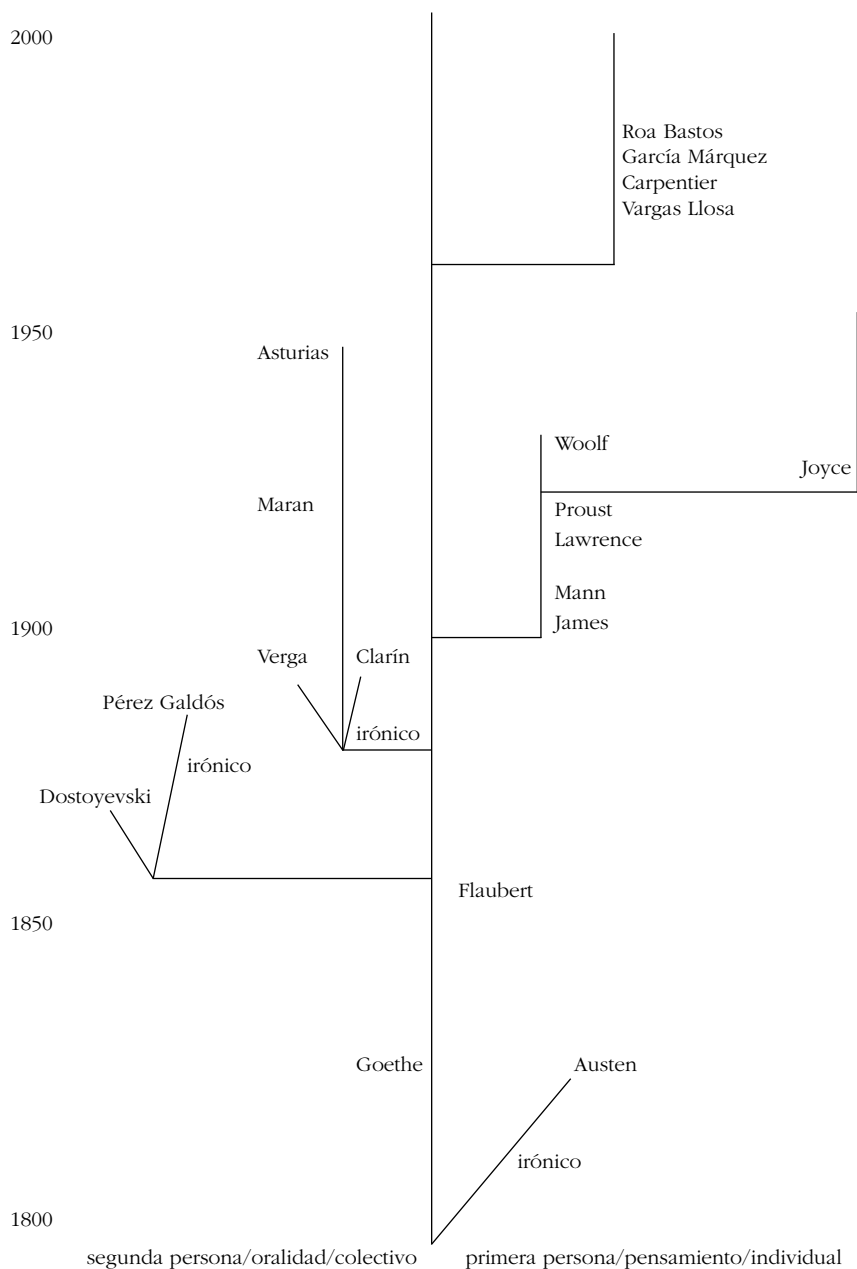 2000
Roa Bastos
García Márquez
Carpentier
Vargas Llosa
1950
Asturias
Woolf
Joyce
Maran
Proust
Lawrence
Mann
James
1900
Verga
Clarín
Pérez Galdós
irónico
irónico
Dostoyevski
Flaubert
1850
Goethe
Austen
irónico
1800
segunda persona/oralidad/colectivo
primera persona/pensamiento/individual